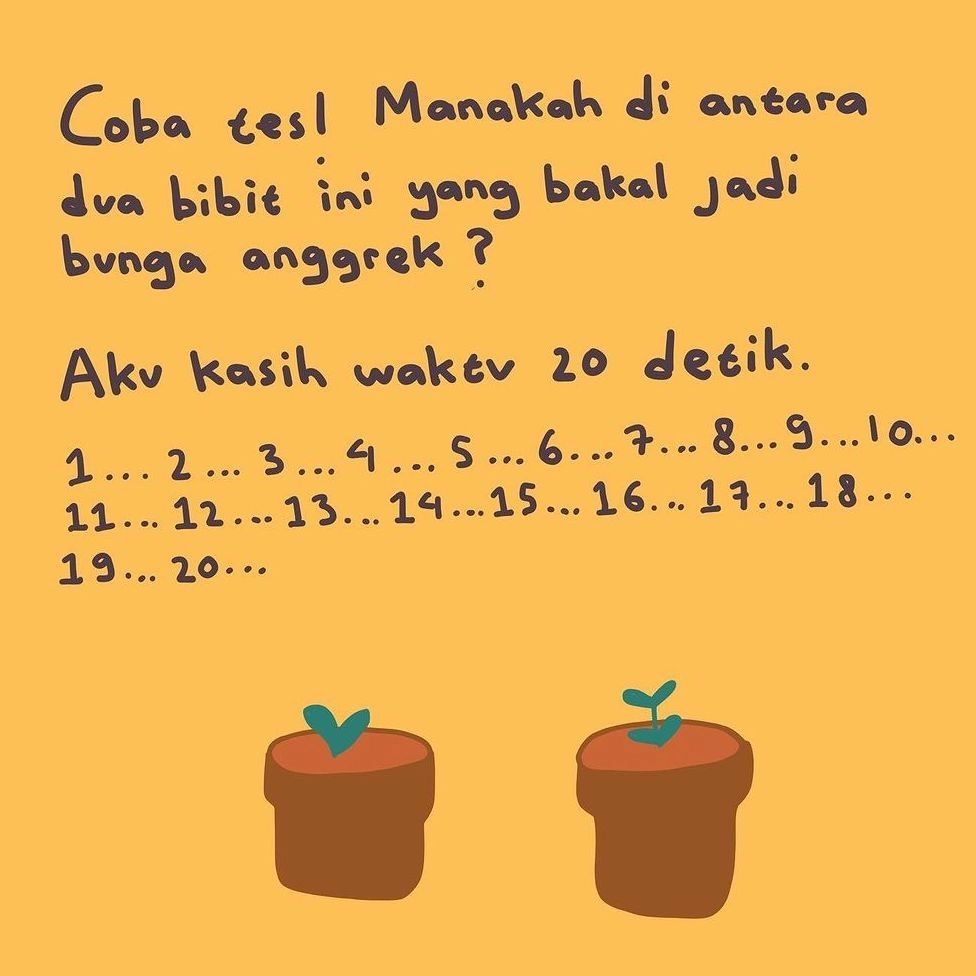 Coba tes! Manakah di antara
dua bibit ini yang bakal jadi
bunga anggrek?
Aku kasih waktu 20 detik.
1... 2... 3... 4... 5... 6... 7... 8... 9... 10...
11... 12... 13... 14... 15... 16... 17... 18...
19... 20...